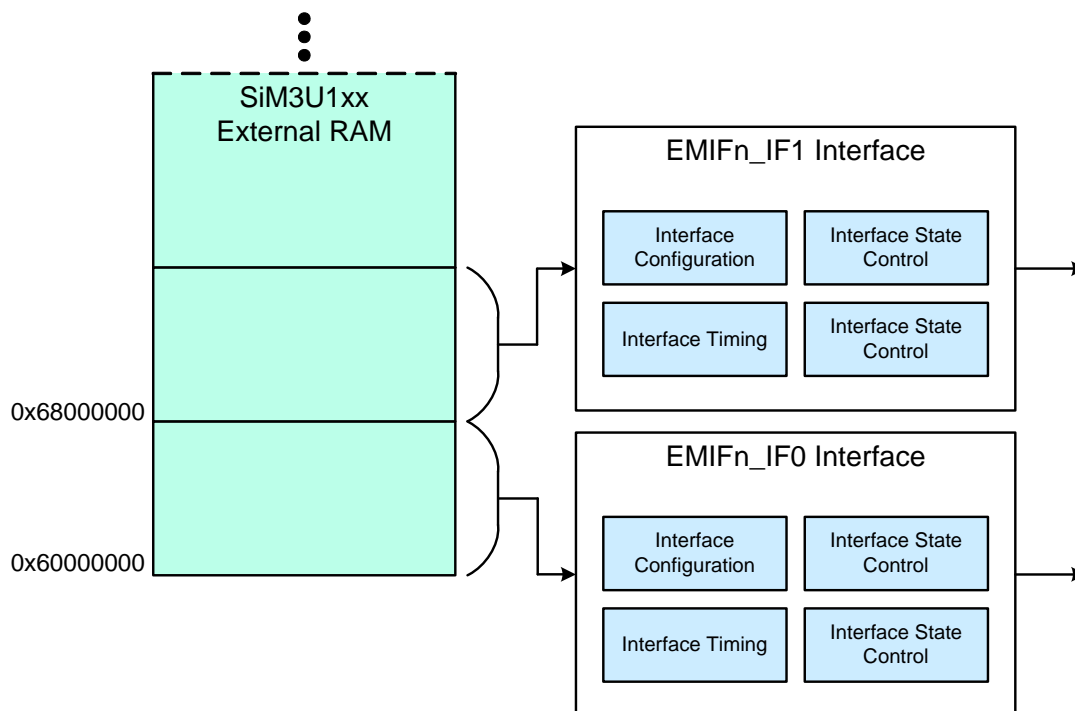 SiM3U1xx
External RAM
0x68000000
0x60000000
EMIFn_IF1 Interface
Interface
Configuration
Interface State
Control
Interface Timing
Interface State
Control
EMIFn_IF0 Interface
Interface
Configuration
Interface State
Control
Interface Timing
Interface State
Control